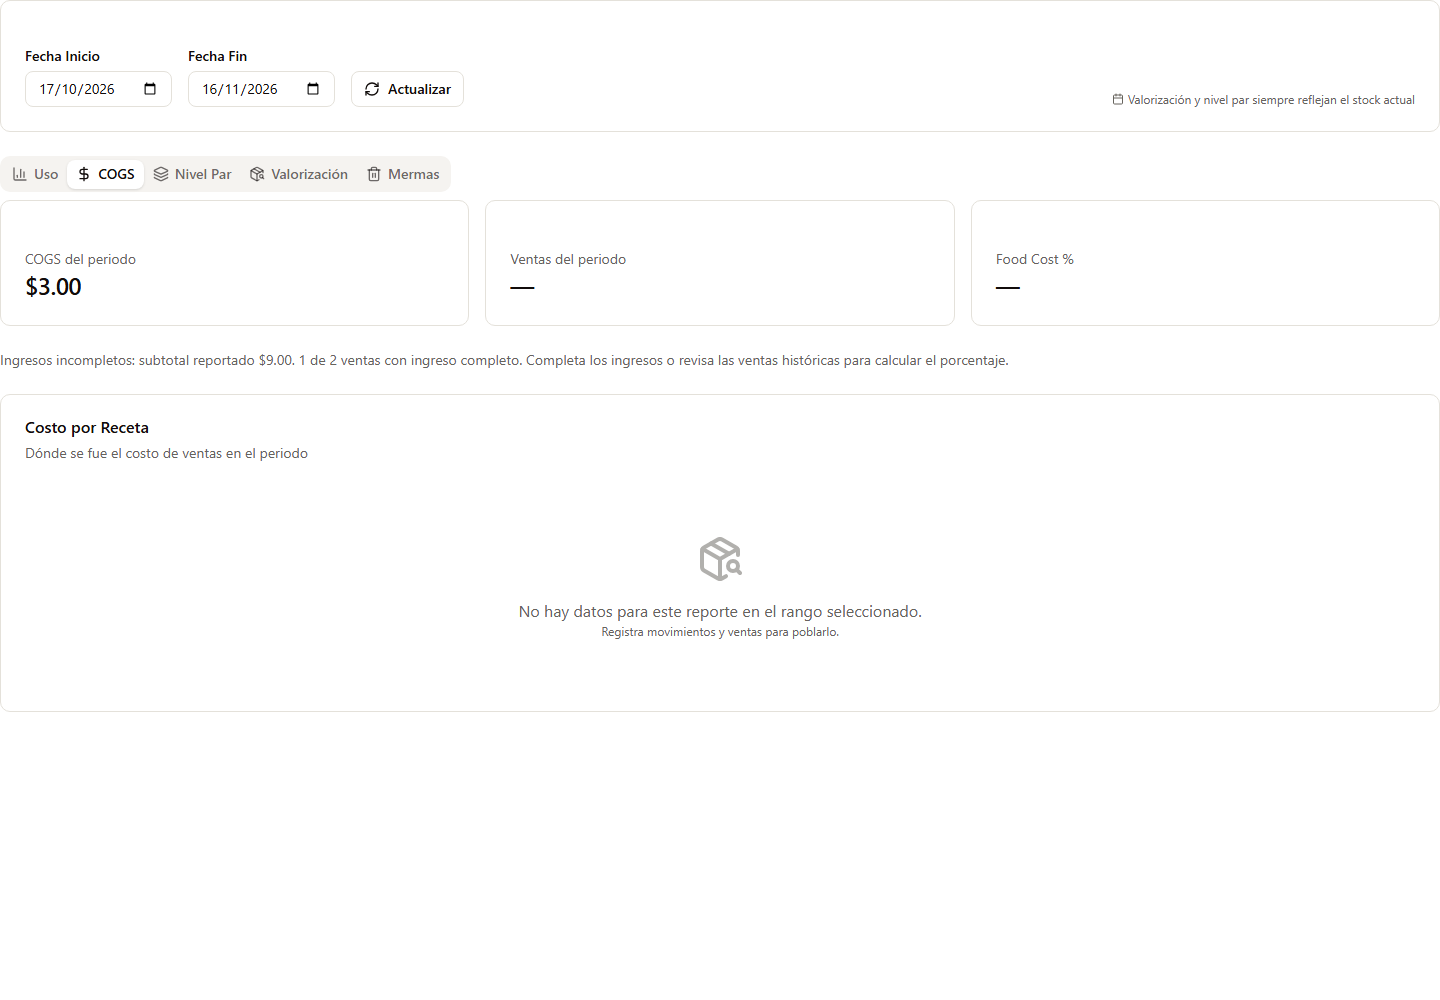 Fecha Inicio
Fecha Fin
17/10/2026
16/11/2026
Actualizar
Valorización y nivel par siempre reflejan el stock actual
Uso
COGS
Nivel Par
Valorización
Mermas
COGS del periodo
$3.00
Ventas del periodo
—
Food Cost %
—
Ingresos incompletos: subtotal reportado $9.00. 1 de 2 ventas con ingreso completo. Completa los ingresos o revisa las ventas históricas para calcular el porcentaje.
Costo por Receta
Dónde se fue el costo de ventas en el periodo
No hay datos para este reporte en el rango seleccionado.
Registra movimientos y ventas para poblarlo.